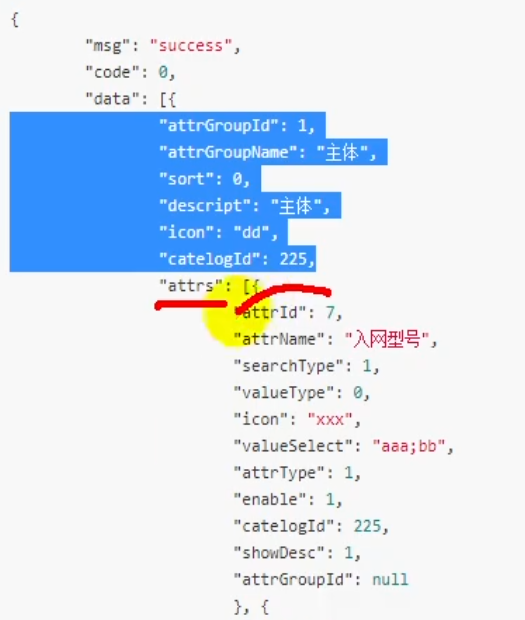 {
"msg": "success",
"code": 0,
"data": [{
"attrGroupId": 1,
"attrGroupName": "主体",
"sort": 0,
"descript": "主体",
"icon": "dd",
"catelogId": 225,
"attrs": [{
"attrId": 7,
"attrName": "入网型号",
"searchType": 1,
"valueType": 0,
"icon": "xxx",
"valueSelect": "aaa;bb",
"attrType": 1,
"enable": 1,
"catelogId": 225,
"showDesc": 1,
"attrGroupId": null
}, {